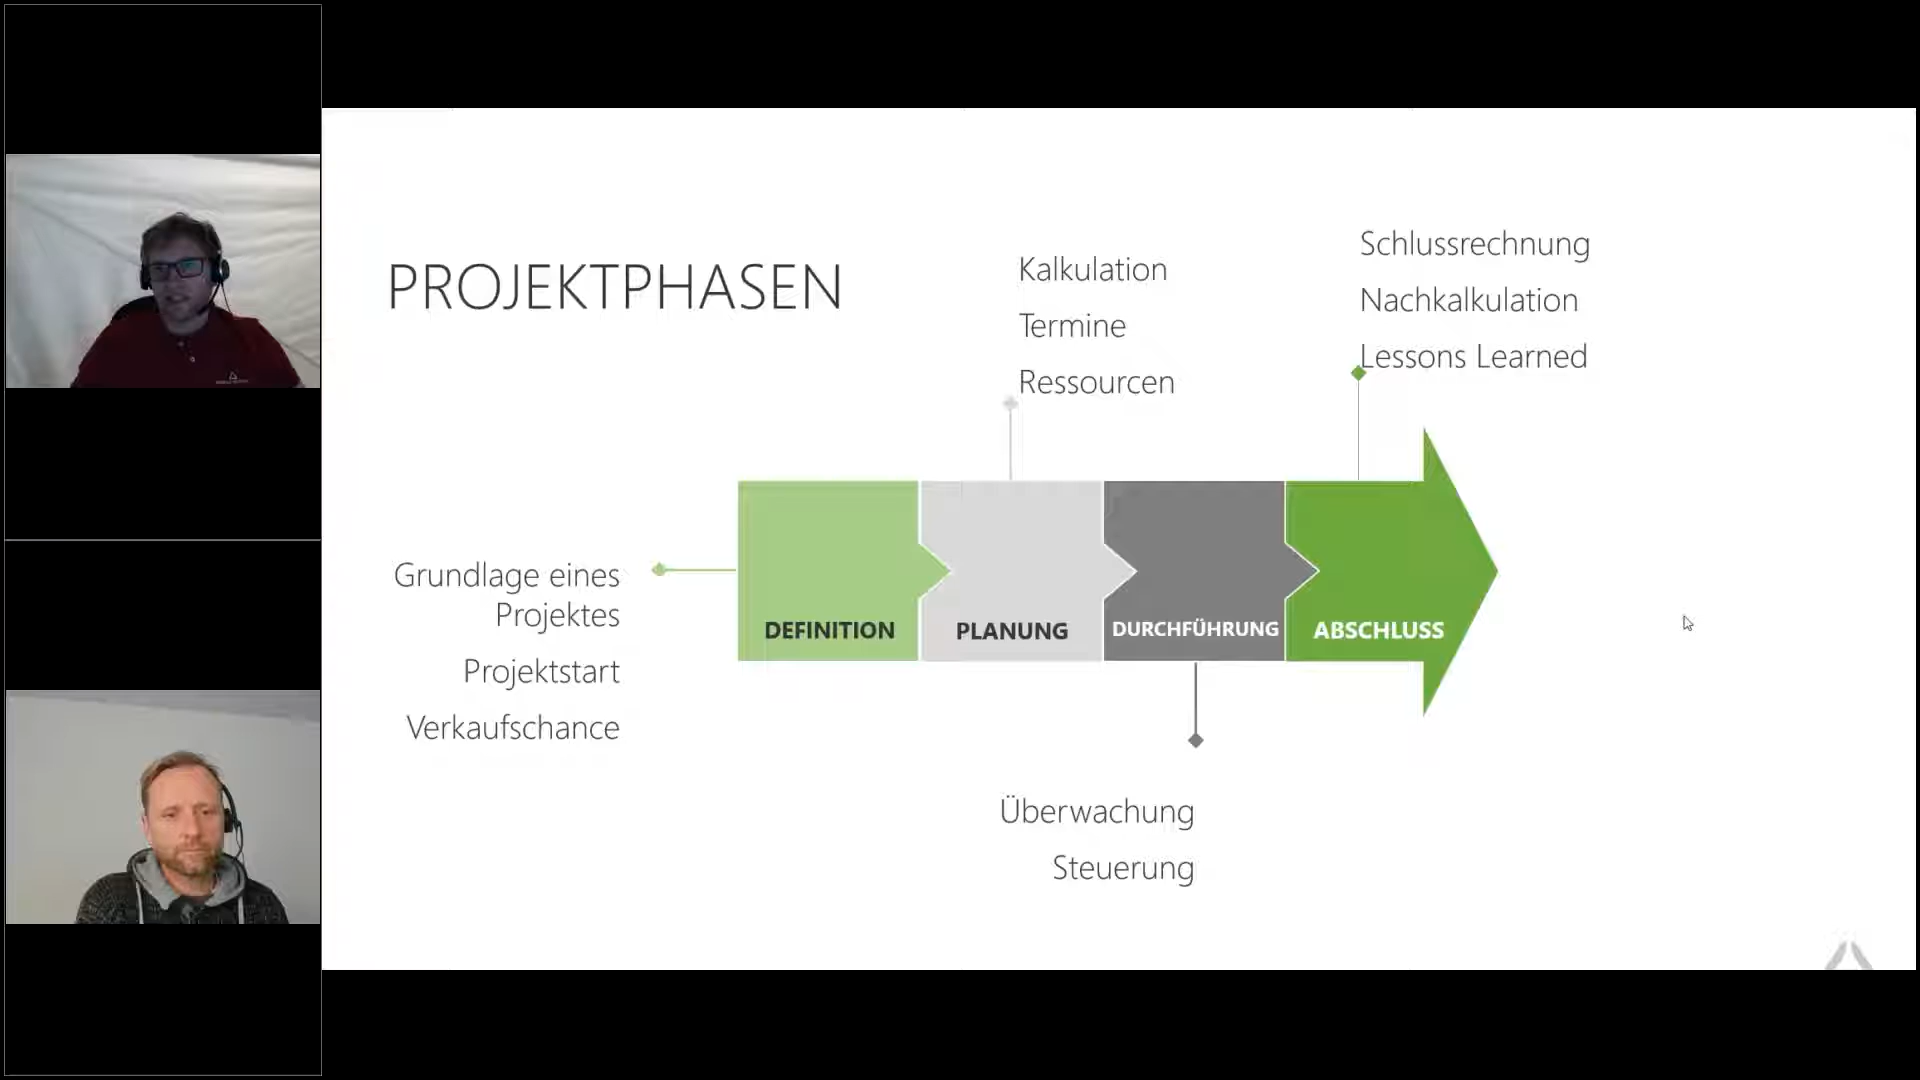 PROJEKTPHASEN
Kalkulation
Termine
Ressourcen
Schlussrechnung
Nachkalkulation
Lessons Learned
Grundlage eines
Projektes
Projektstart
Verkaufschance
DEFINITION
PLANUNG
DURCHFÜHRUNG
ABSCHLUSS
Überwachung
Steuerung